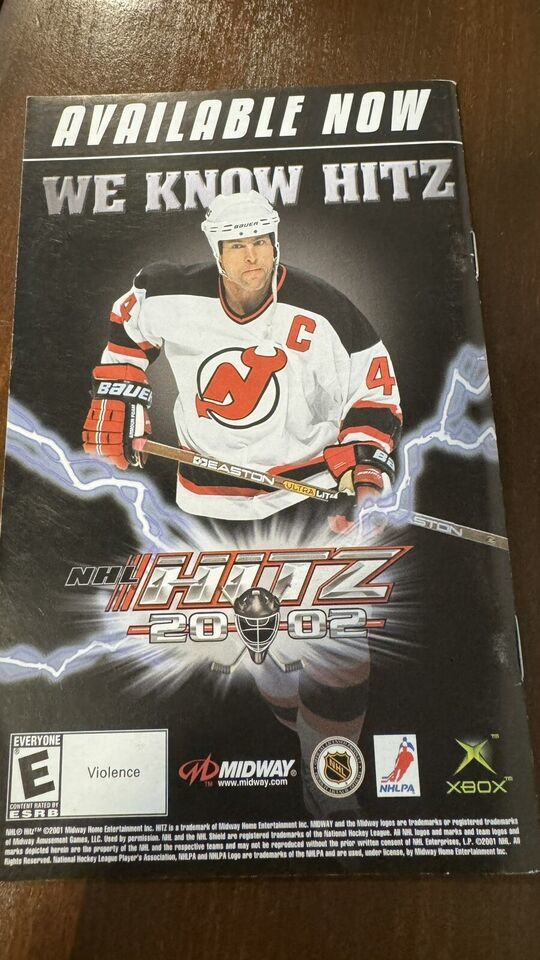 AVAILABLE NOW
WE KNOW HITZ
BAUER
C
4
4
BAUER
EASTON
ULTRA LITE
STON
NHL HITZ
2002
EVERYONE
E
Violence
CONTENT RATED BY
ESRB
MIDWAY
www.midway.com
NHL
NHLPA
XBOX™
NHL® Hitz™ ©2001 Midway Home Entertainment Inc. HITZ is a trademark of Midway Home Entertainment Inc. MIDWAY and the Midway logos are trademarks or registered trademarks
of Midway Amusement Games, LLC. Used by permission. NHL and the NHL Shield are registered trademarks of the National Hockey League. All NHL logos and marks and team logos and
marks depicted herein are the property of the NHL and the respective teams and may not be reproduced without the prior written consent of NHL Enterprises, L.P. ©2001 NHL. All
Rights Reserved. National Hockey League Player's Association, NHLPA and NHLPA Logo are trademarks of the NHLPA and are used, under license, by Midway Home Entertainment Inc.